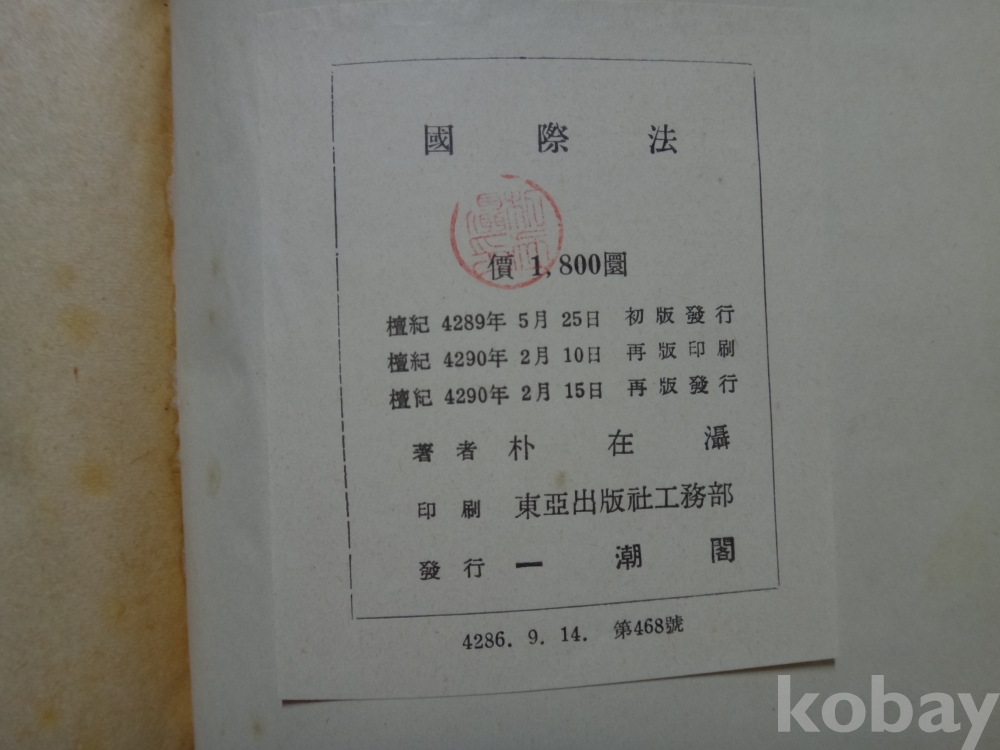 國際法
價 1,800圜
檀紀 4289年 5月 25日 初版發行
檀紀 4290年 2月 10日 再版印刷
檀紀 4290年 2月 15日 再版發行
著者 朴在灄
印刷 東亞出版社工務部
發行 一潮閣
4286. 9. 14. 第468號
kobay